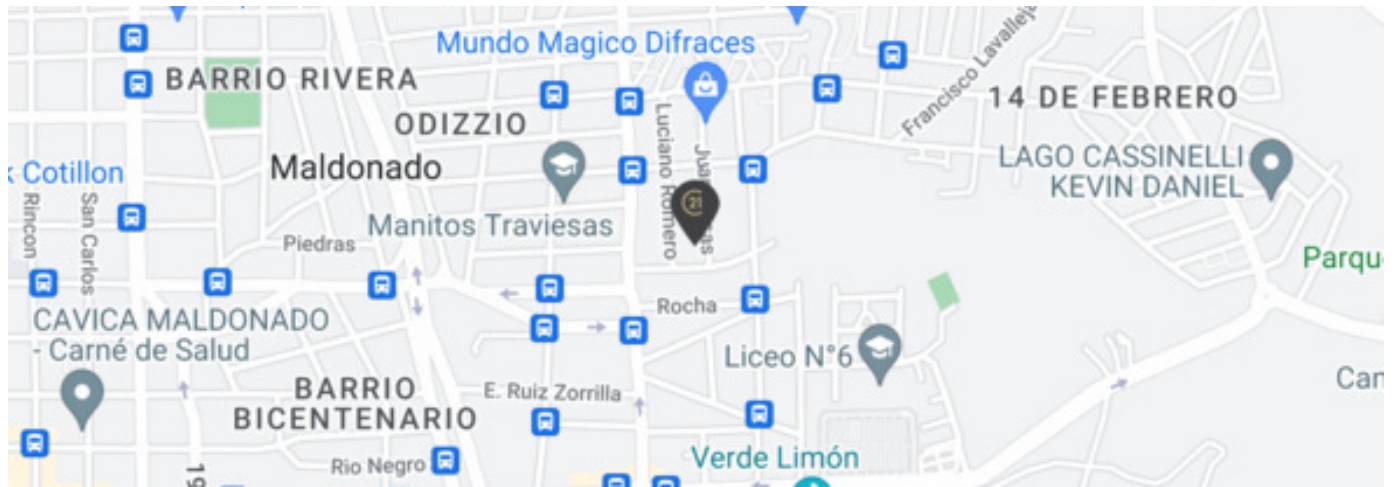 Mundo Magico Difraces
BARRIO RIVERA
Francisco Lavalleja
14 DE FEBRERO
ODIZZIO
Luciano Romero
Maldonado
LAGO CASSINELLI
KEVIN DANIEL
Cotillon
Rincon
San Carlos
Manitos Traviesas
21
Piedras
Rocha
CAVICA MALDONADO
- Carné de Salud
Liceo N°6
BARRIO
BICENTENARIO
E. Ruiz Zorrilla
Rio Negro
Verde Limón